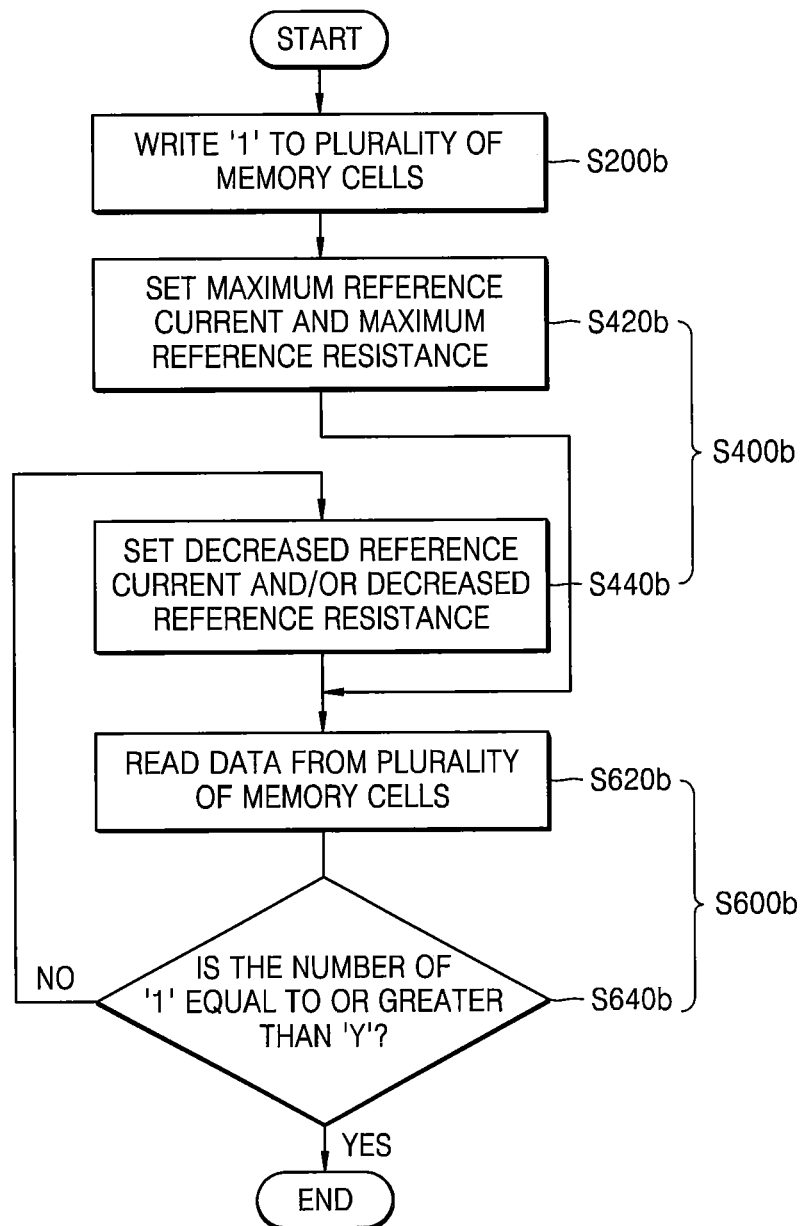 START
WRITE '1' TO PLURALITY OF
MEMORY CELLS
S200b
SET MAXIMUM REFERENCE
CURRENT AND MAXIMUM
REFERENCE RESISTANCE
S420b
S400b
SET DECREASED REFERENCE
CURRENT AND/OR DECREASED
REFERENCE RESISTANCE
S440b
READ DATA FROM PLURALITY
OF MEMORY CELLS
S620b
S600b
IS THE NUMBER OF
'1' EQUAL TO OR GREATER
THAN 'Y'?
S640b
NO
YES
END